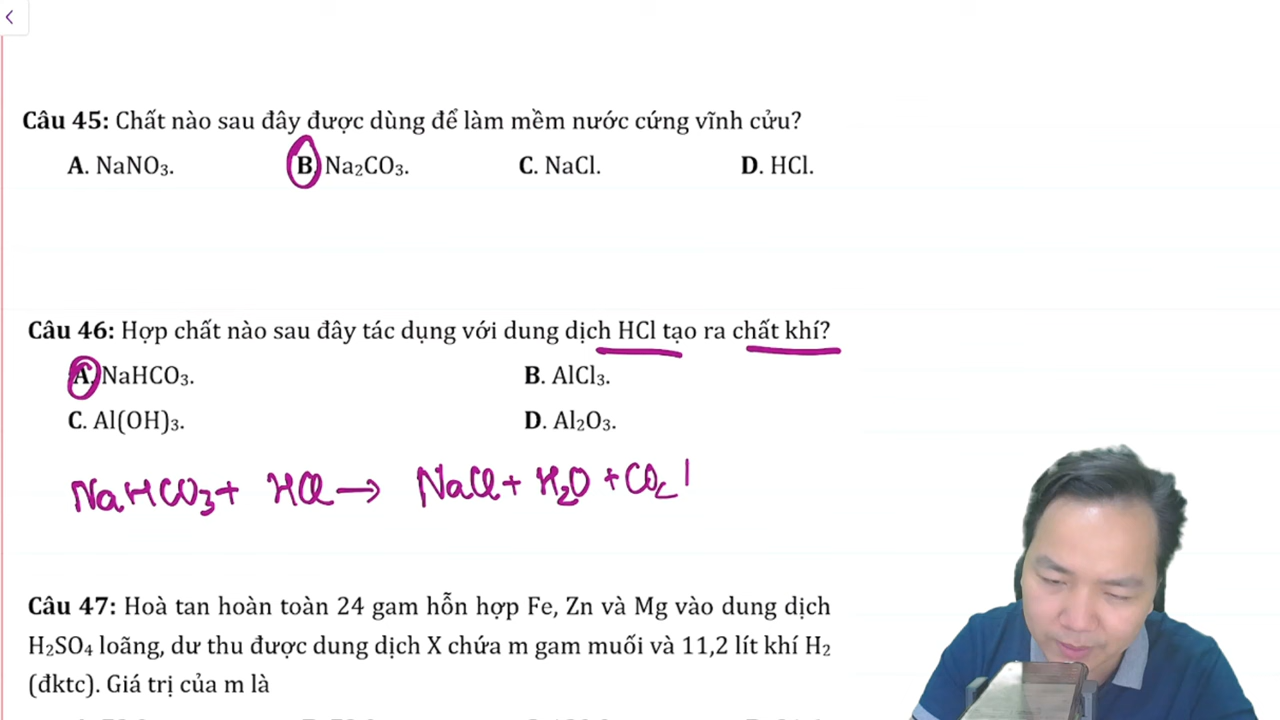 Câu 45: Chất nào sau đây được dùng để làm mềm nước cứng vĩnh cửu?
A. NaNO₃. B. Na₂CO₃. C. NaCl. D. HCl.
Câu 46: Hợp chất nào sau đây tác dụng với dung dịch HCl tạo ra chất khí?
A. NaHCO₃. B. AlCl₃.
C. Al(OH)₃. D. Al₂O₃.
NaHCO₃ + HCl → NaCl + H₂O + CO₂
Câu 47: Hoà tan hoàn toàn 24 gam hỗn hợp Fe, Zn và Mg vào dung dịch
H₂SO₄ loãng, dư thu được dung dịch X chứa m gam muối và 11,2 lít khí H₂
(đktc). Giá trị của m là